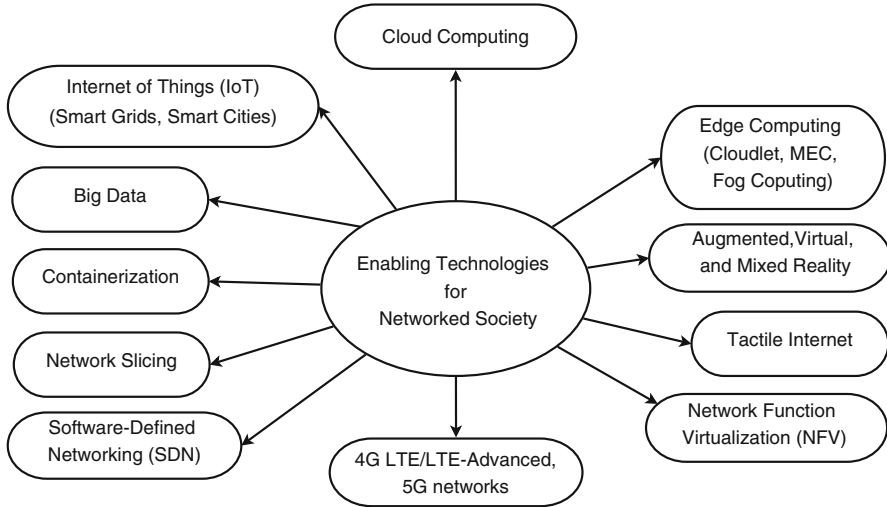 Cloud Computing
Internet of Things (IoT)
(Smart Grids, Smart Cities)
Edge Computing
(Cloudlet, MEC,
Fog Coputing)
Big Data
Augmented,Virtual,
and Mixed Reality
Containerization
Enabling Technologies
for
Networked Society
Tactile Internet
Network Slicing
Network Function
Virtualization (NFV)
Software-Defined
Networking (SDN)
4G LTE/LTE-Advanced,
5G networks